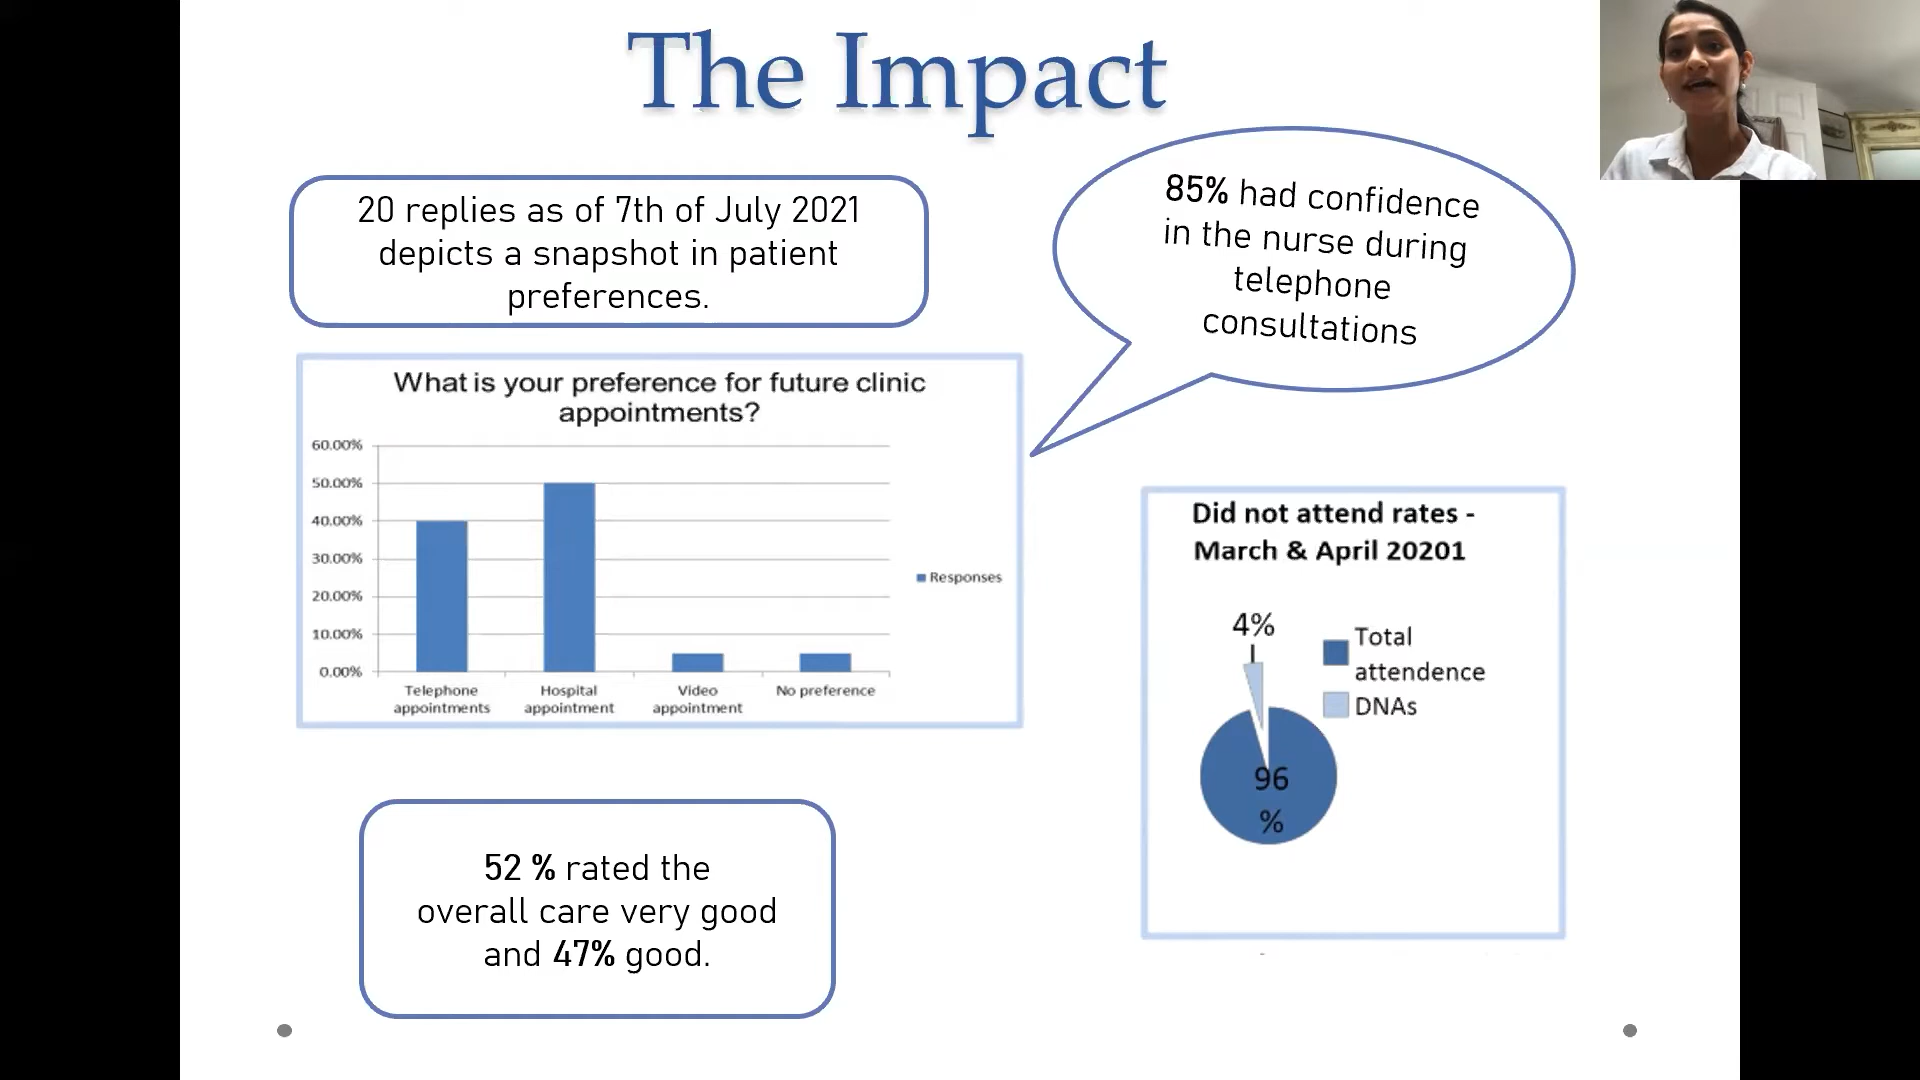 The Impact
20 replies as of 7th of July 2021
depicts a snapshot in patient
preferences.
85% had confidence
in the nurse during
telephone
consultations
What is your preference for future clinic
appointments?
60.00%
50.00%
40.00%
30.00%
20.00%
10.00%
0.00%
Telephone
appointments
Hospital
appointment
Video
appointment
No preference
Responses
Did not attend rates -
March & April 20201
4%
96
%
Total
attendence
DNAs
52 % rated the
overall care very good
and 47% good.